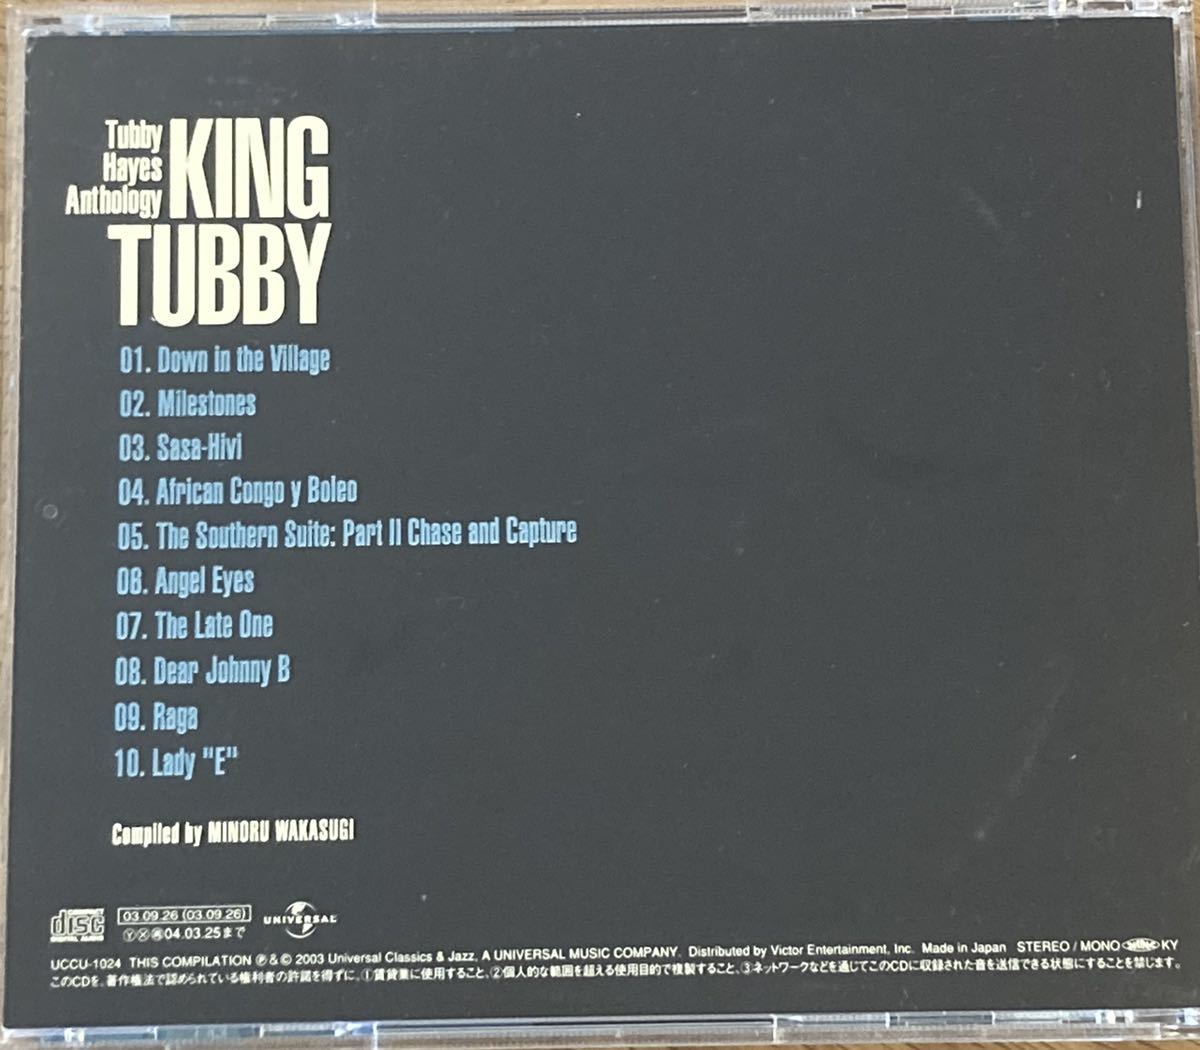 Tubby
Hayes
Anthology
KING
TUBBY
01. Down in the Village
02. Milestones
03. Sasa-Hivi
04. African Congo y Boleo
05. The Southern Suite: Part II Chase and Capture
06. Angel Eyes
07. The Late One
08. Dear Johnny B
09. Raga
10. Lady "E"
Compiled by MINORU WAKASUGI
COMPACT disc DIGITAL AUDIO
03.09.26 (03.09.26)
Ⓨ Ⓧ 04.03.25まで
UNIVERSAL
UCCU-1024 THIS COMPILATION ℗&© 2003 Universal Classics & Jazz, A UNIVERSAL MUSIC COMPANY. Distributed by Victor Entertainment, Inc. Made in Japan STEREO / MONO KY
このCDを、著作権法で認められている権利者の許諾を得ずに、①賃貸業に使用すること、②個人的な範囲を超える使用目的で複製すること、③ネットワークなどを通じてこのCDに収録された音を送信できる状態にすることを禁じます。